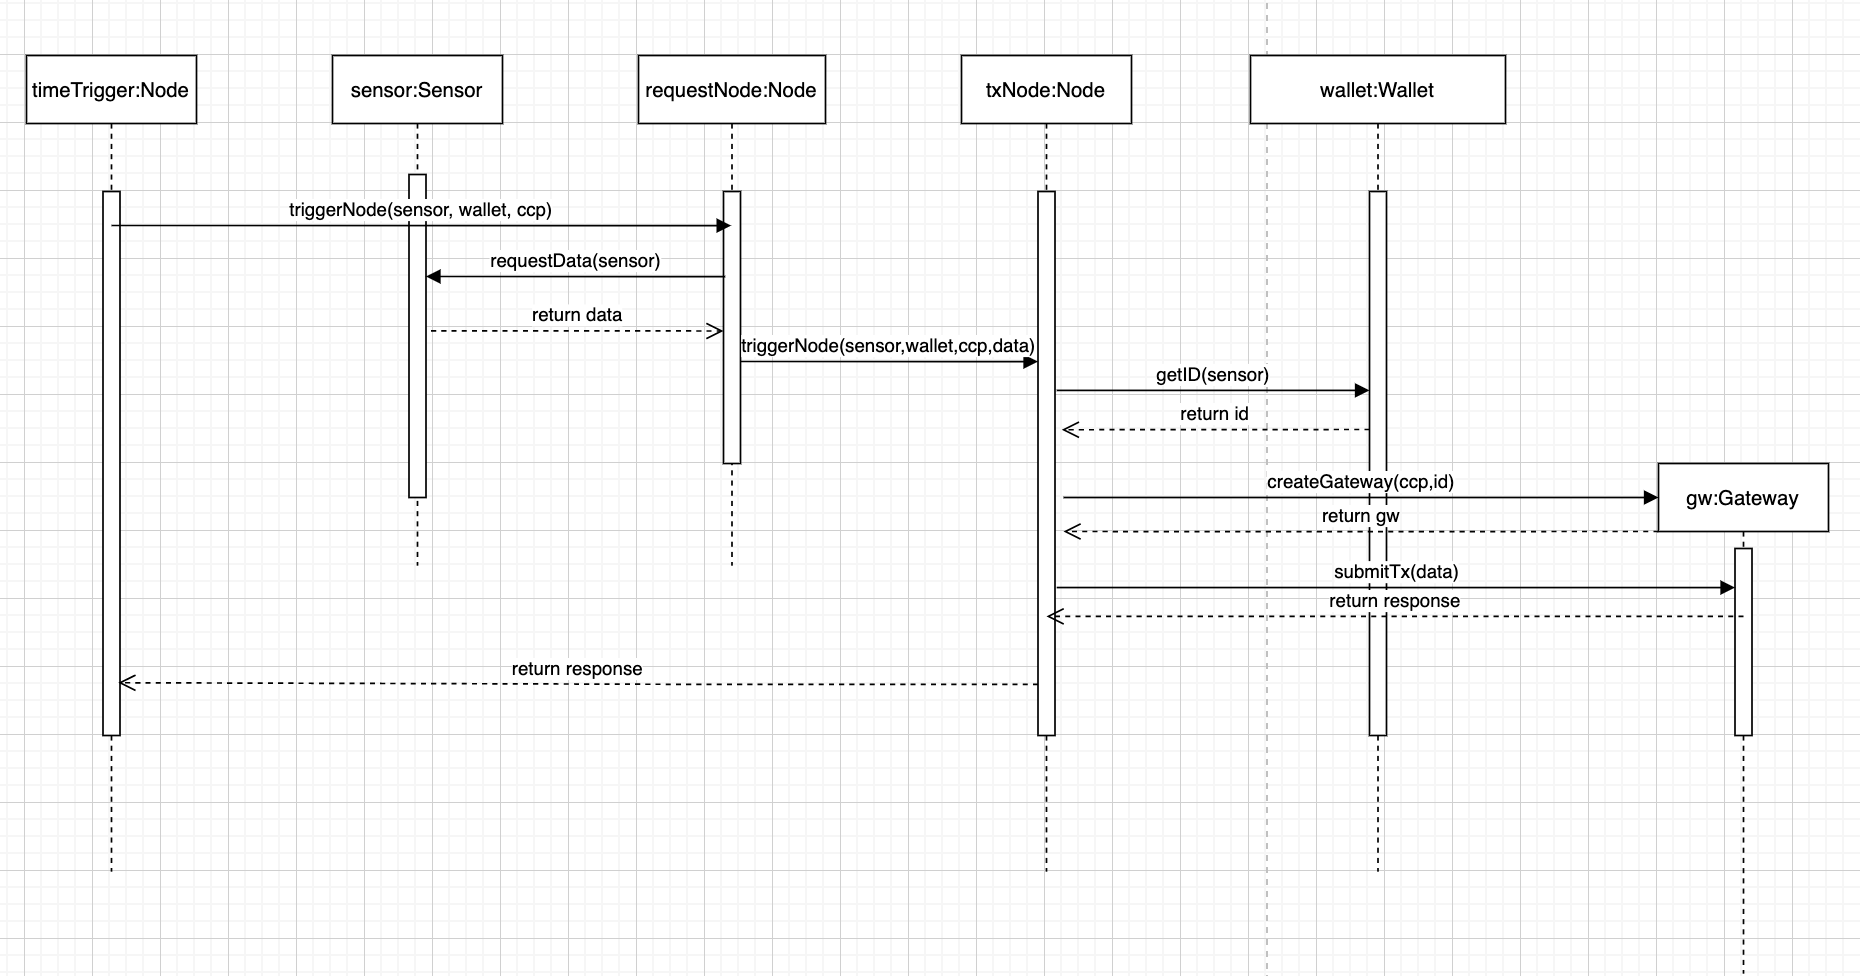 timeTrigger:Node
sensor:Sensor
requestNode:Node
txNode:Node
wallet:Wallet
triggerNode(sensor, wallet, ccp)
requestData(sensor)
return data
triggerNode(sensor,wallet,ccp,data)
getID(sensor)
return id
createGateway(ccp,id)
gw:Gateway
return gw
submitTx(data)
return response
return response